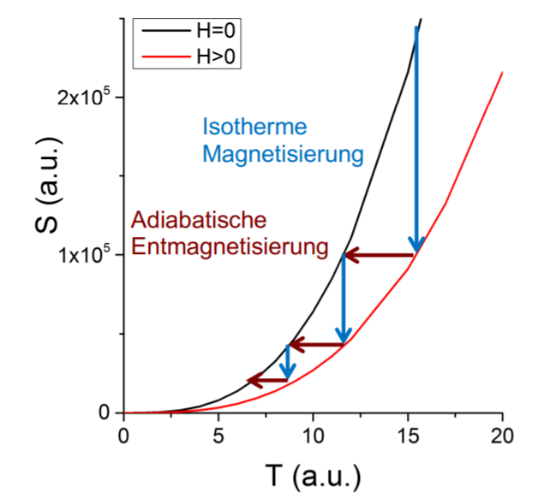 H=0
H>0
2x10⁵
Isotherme
Magnetisierung
S (a.u.)
Adiabatische
Entmagnetisierung
1x10⁵
0
0 5 10 15 20
T (a.u.)